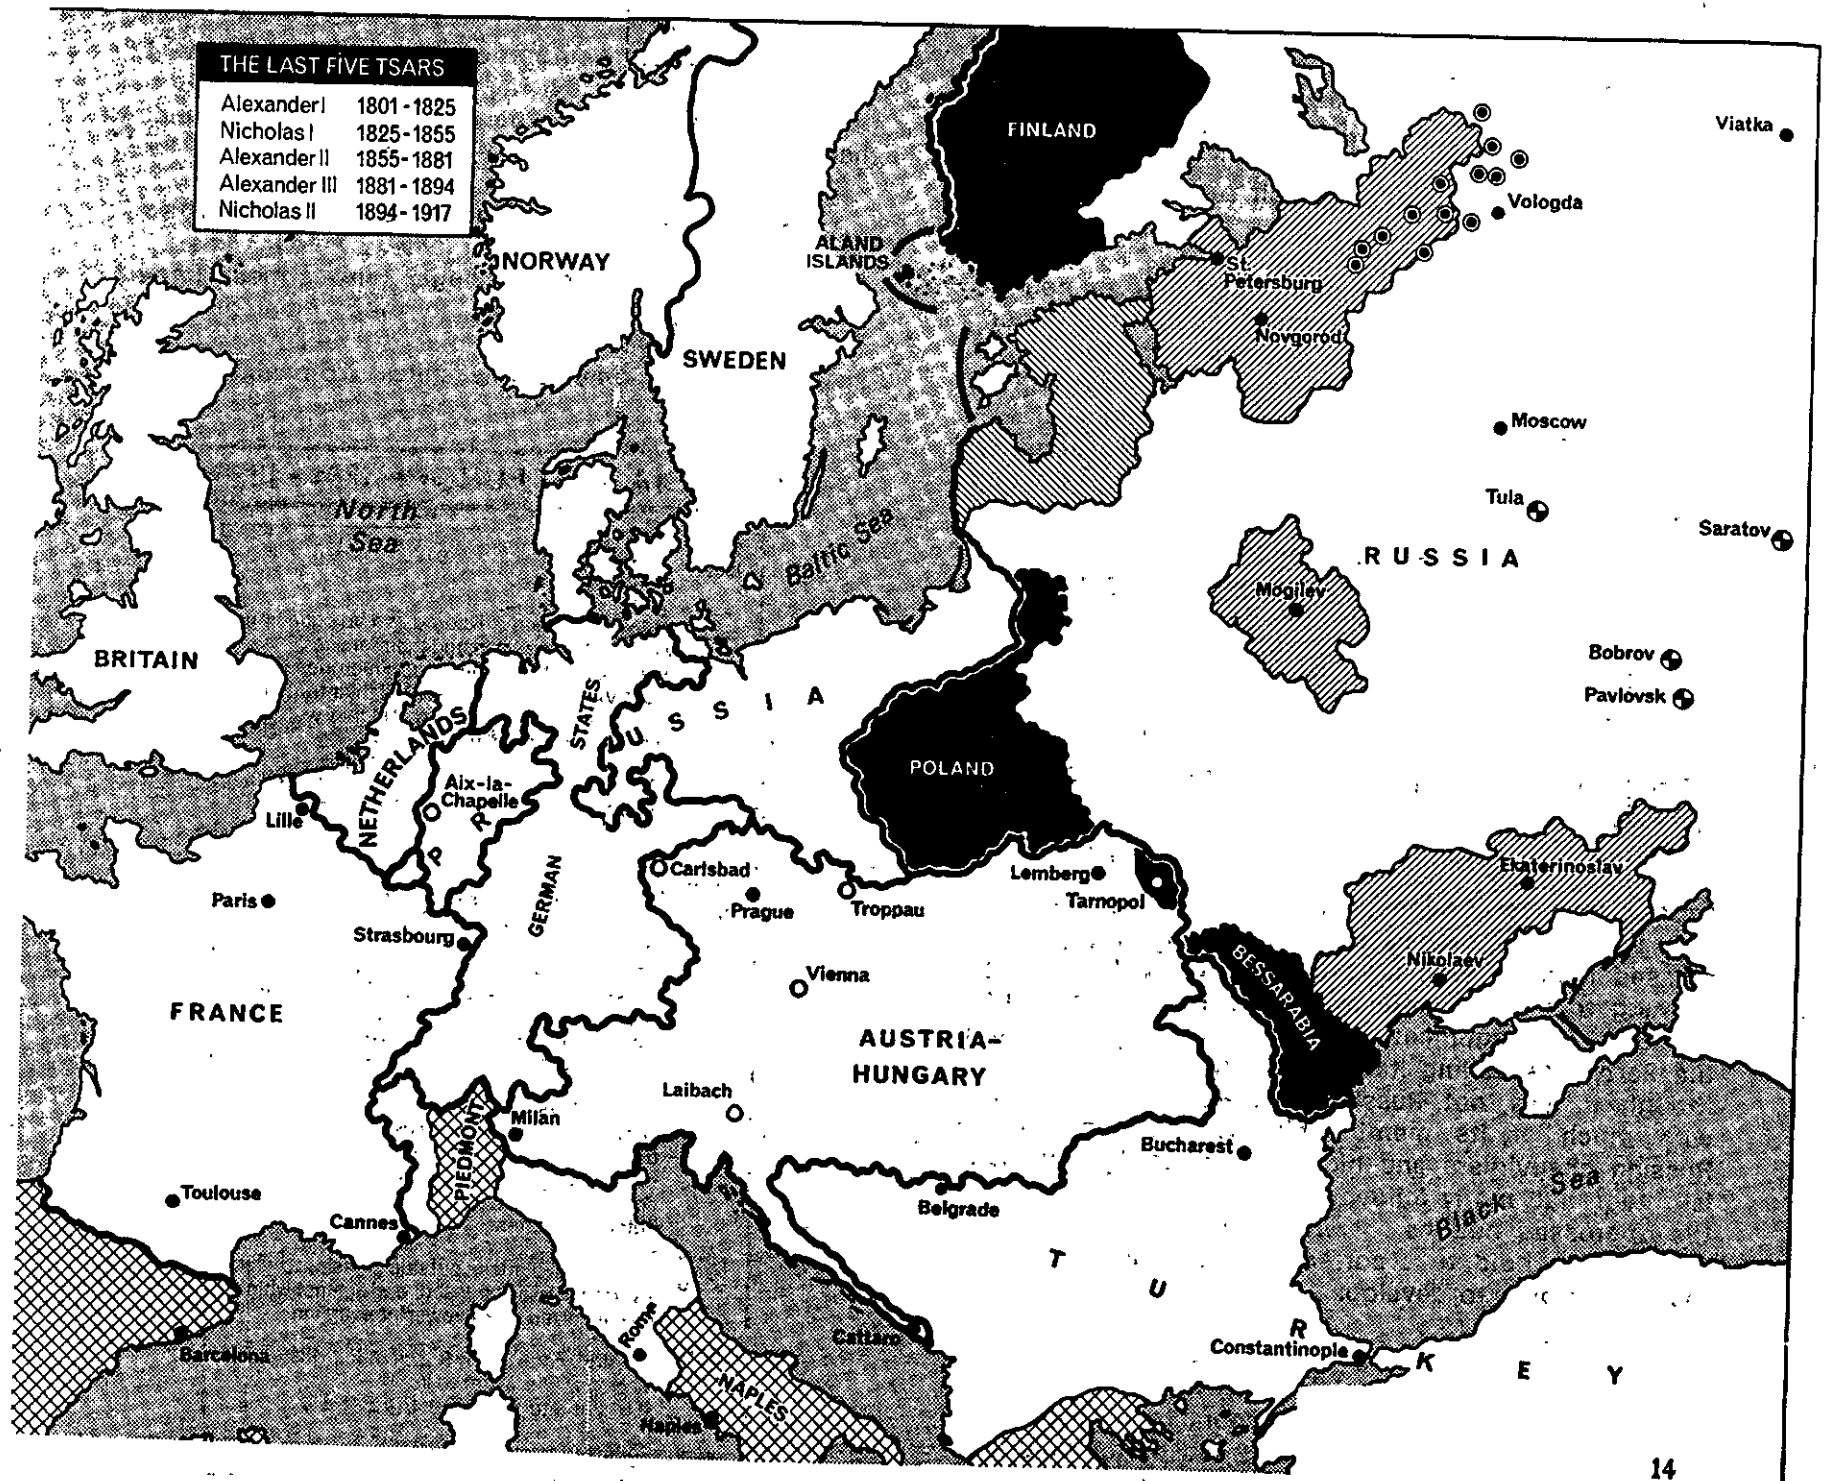 THE LAST FIVE TSARS
Alexander I 1801-1825
Nicholas I 1825-1855
Alexander II 1855-1881
Alexander III 1881-1894
Nicholas II 1894-1917
FINLAND
Viatka
Vologda
NORWAY
ALAND
ISLANDS
St.
Petersburg
Novgorod
SWEDEN
Moscow
Tula
Saratov
North
Sea
Baltic Sea
RUSSIA
Mogilev
BRITAIN
Bobrov
Pavlovsk
NETHERLANDS
STATES
USSIA
POLAND
Aix-la-
Chapelle
R
P
Lille
GERMAN
Carlsbad
Lemberg
Ekaterinoslav
Paris
Prague
Troppau
Tarnopol
Strasbourg
BESSARABIA
Nikolaev
Vienna
FRANCE
AUSTRIA-
HUNGARY
Laibach
PIEDMONT
Milan
Bucharest
Toulouse
Belgrade
Black Sea
Cannes
TURKEY
Rome
Cattaro
Constantinople
Barcelona
NAPLES
Naples
14